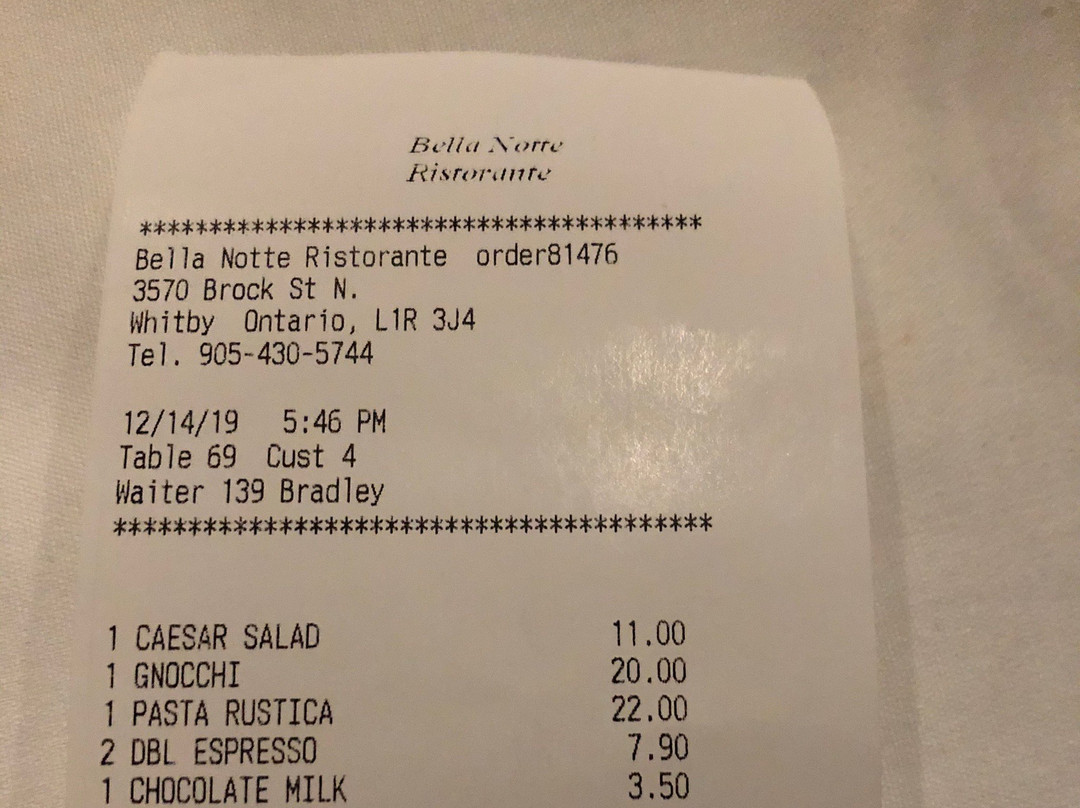 Bella Notte
Ristorante
****************************************
Bella Notte Ristorante order81476
3570 Brock St N.
Whitby Ontario, L1R 3J4
Tel. 905-430-5744
12/14/19 5:46 PM
Table 69 Cust 4
Waiter 139 Bradley
****************************************
1 CAESAR SALAD 11.00
1 GNOCCHI 20.00
1 PASTA RUSTICA 22.00
2 DBL ESPRESSO 7.90
1 CHOCOLATE MILK 3.50